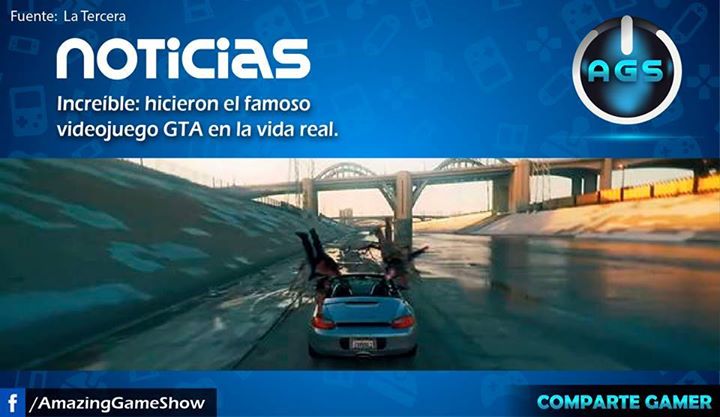 Fuente: La Tercera
NOTICIAS
AGS
Increíble: hicieron el famoso
videojuego GTA en la vida real.
f /AmazingGameShow
COMPARTE GAMER